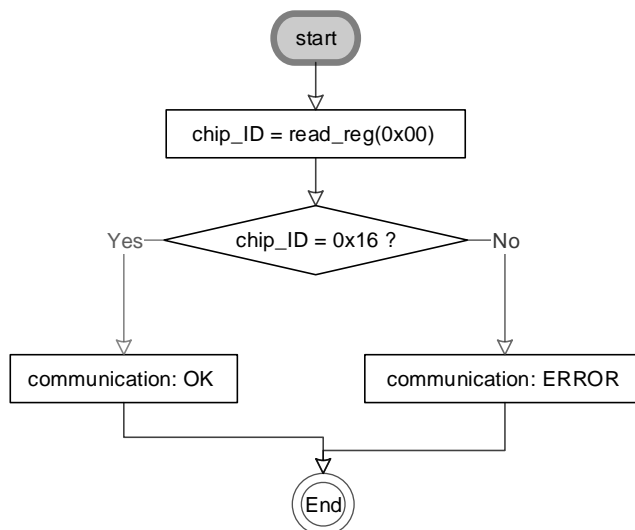 start
chip_ID = read_reg(0x00)
chip_ID = 0x16 ?
Yes
No
communication: OK
communication: ERROR
End